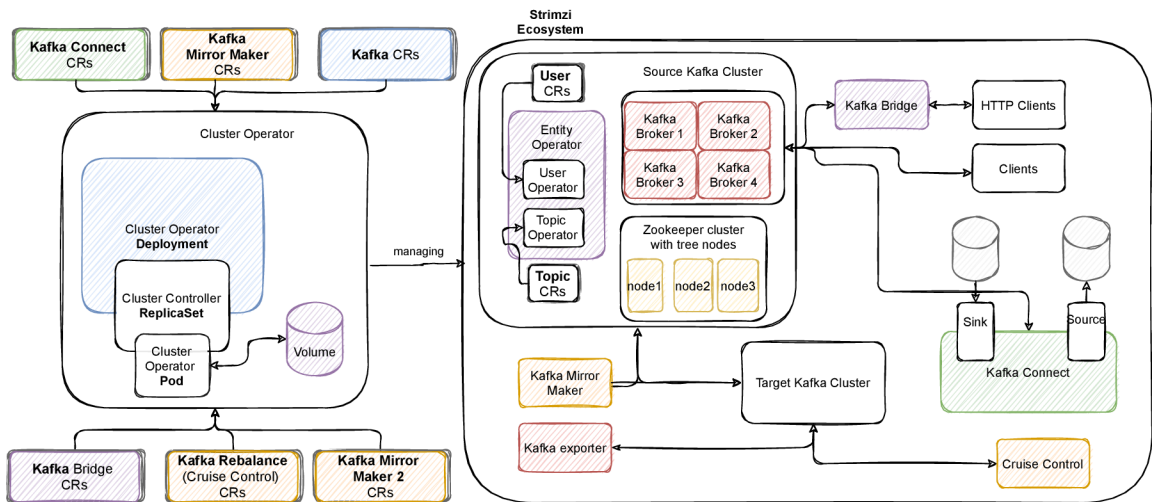 Strimzi
Ecosystem
Kafka Connect
CRs
Kafka
Mirror Maker
CRs
Kafka CRs
Cluster Operator
Cluster Operator
Deployment
Cluster Controller
ReplicaSet
Cluster
Operator
Pod
Volume
Kafka Bridge
CRs
Kafka Rebalance
(Cruise Control)
CRs
Kafka Mirror
Maker 2
CRs
managing
Source Kafka Cluster
User
CRs
Entity
Operator
User
Operator
Topic
Operator
Topic
CRs
Kafka
Broker 1
Kafka
Broker 2
Kafka
Broker 3
Kafka
Broker 4
Zookeeper cluster
with tree nodes
node1
node2
node3
Kafka Bridge
HTTP Clients
Clients
Sink
Source
Kafka Connect
Kafka Mirror
Maker
Target Kafka Cluster
Kafka exporter
Cruise Control